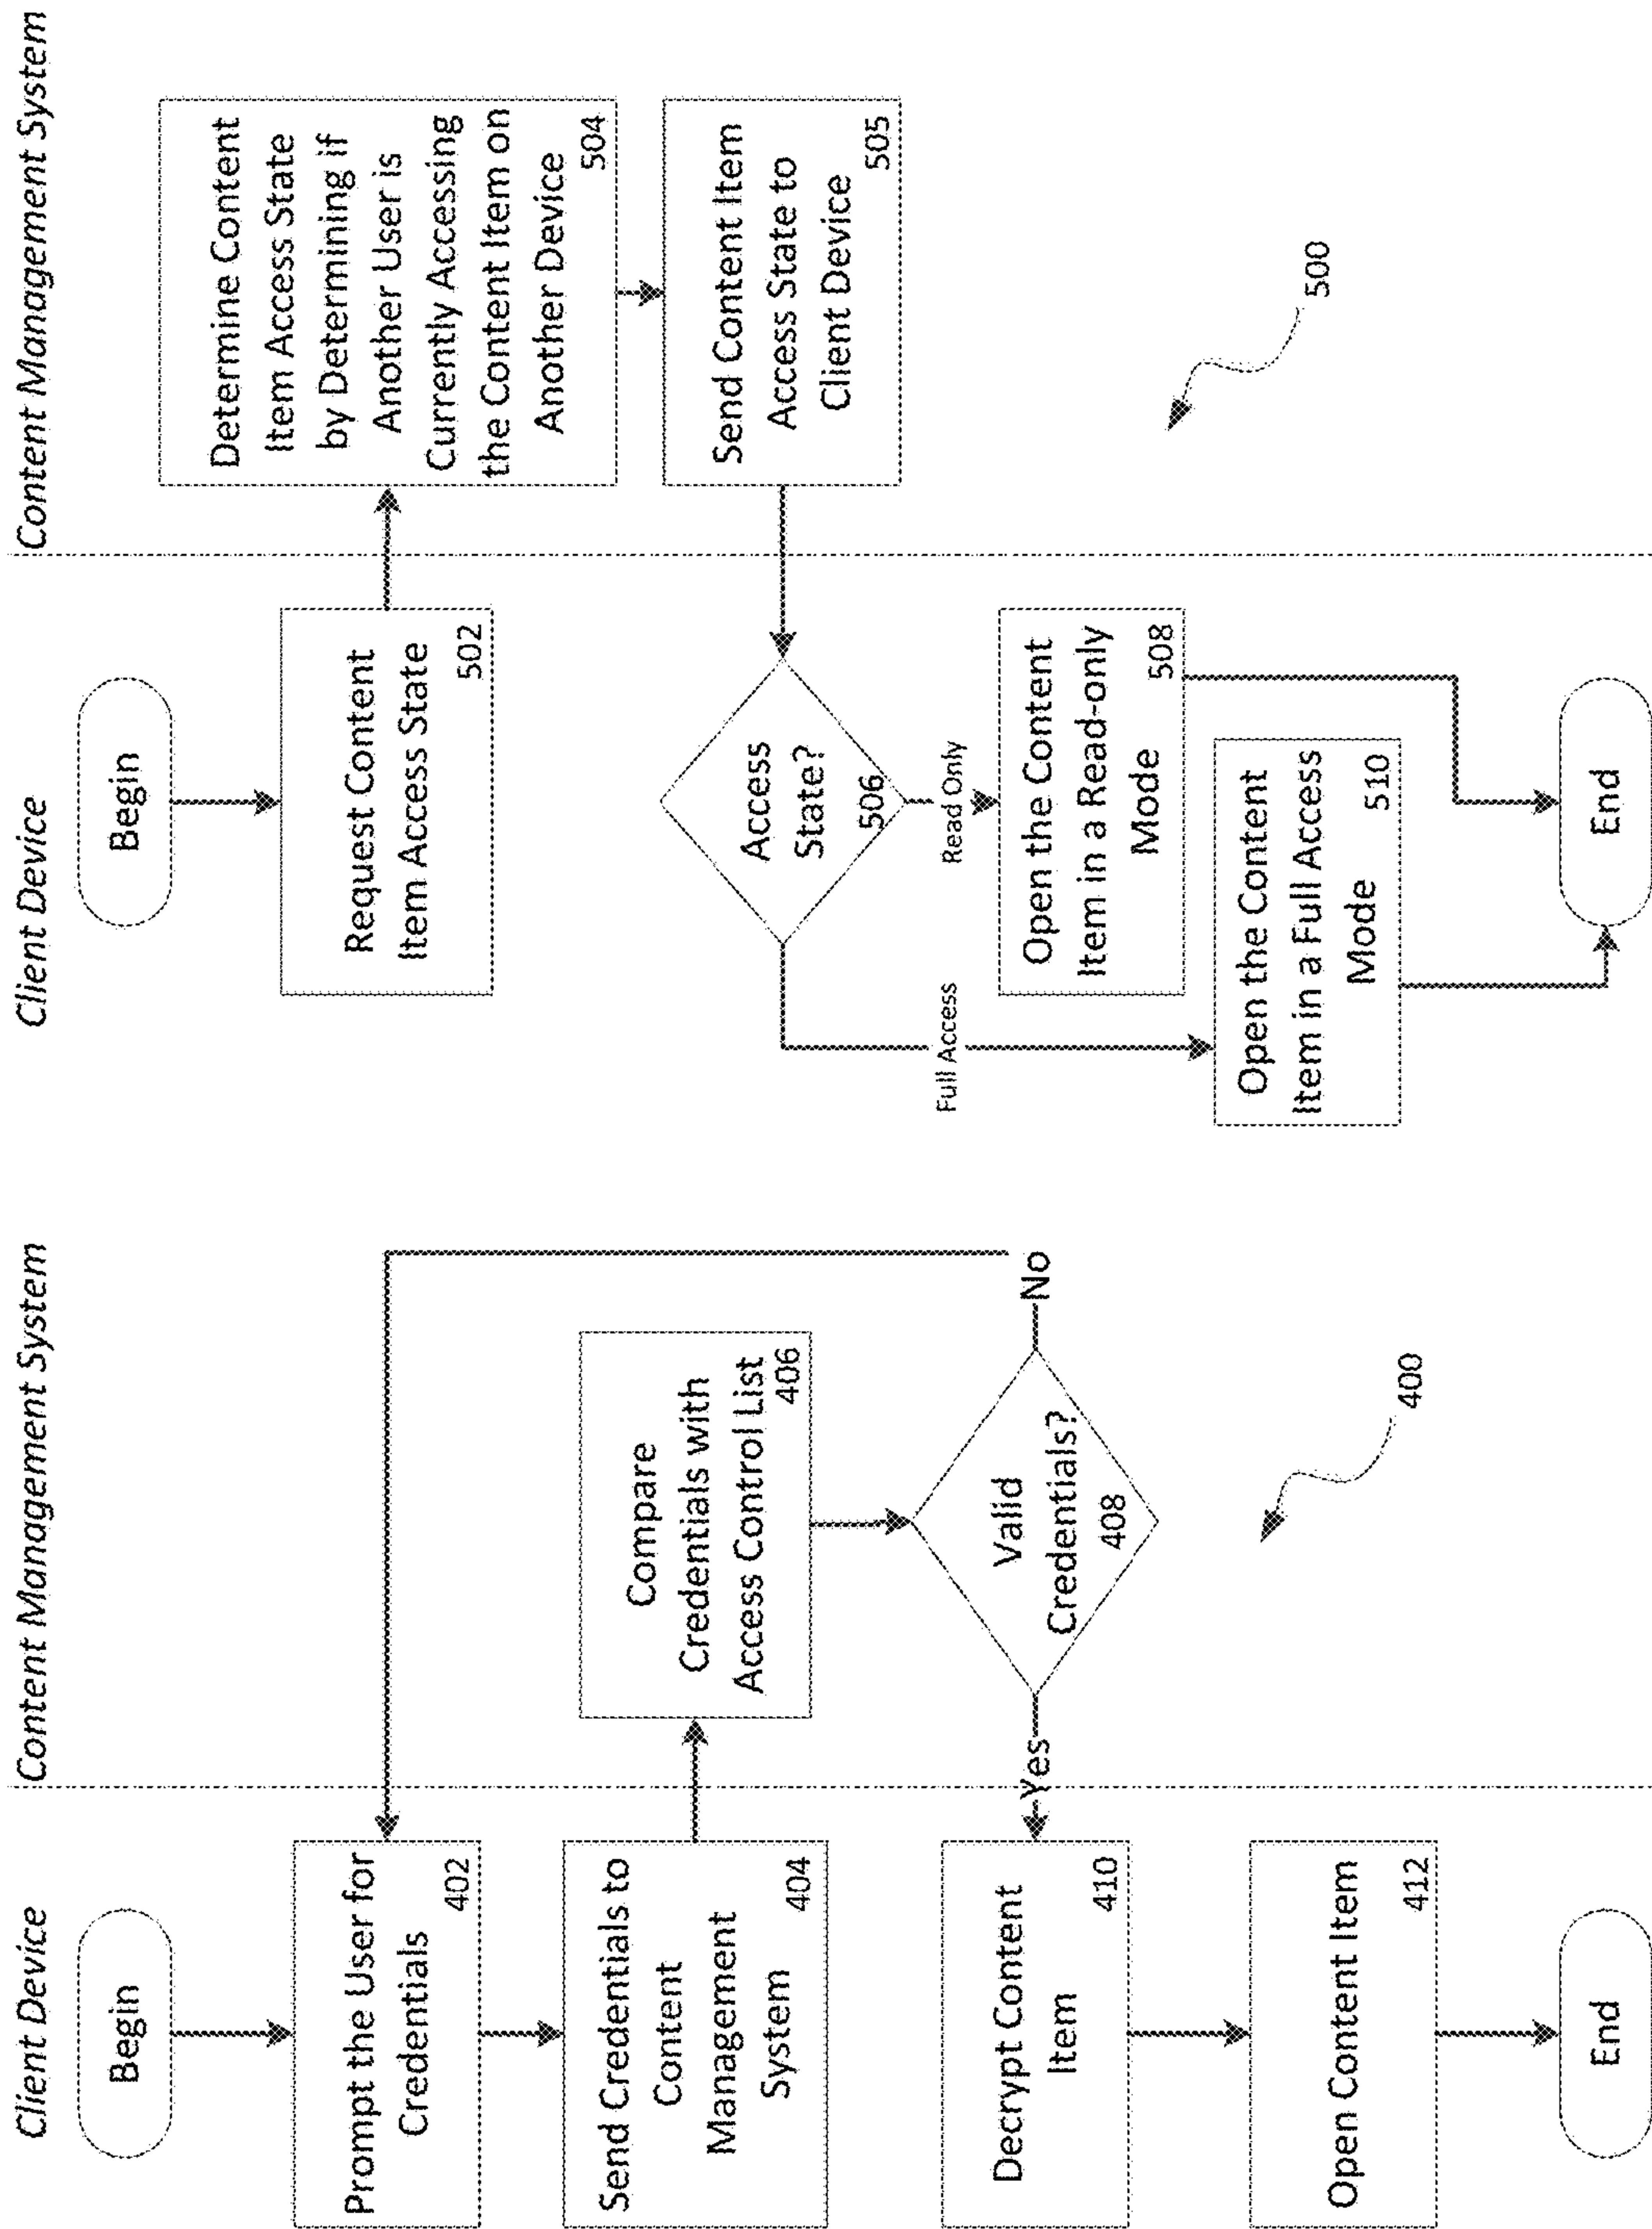 Client Device
Content Management System
Begin
Prompt the User for
Credentials
402
Send Credentials to
Content
Management
System
404
Compare
Credentials with
Access Control List
406
Valid
Credentials?
408
No
Yes
Decrypt Content
Item
410
Open Content Item
412
End
400
Client Device
Content Management System
Begin
Request Content
Item Access State
502
Determine Content
Item Access State
by Determining if
Another User is
Currently Accessing
the Content Item on
Another Device
504
Send Content Item
Access State to
Client Device
505
Access
State?
506
Read Only
Full Access
Open the Content
Item in a Read-only
Mode
508
Open the Content
Item in a Full Access
Mode
510
End
500